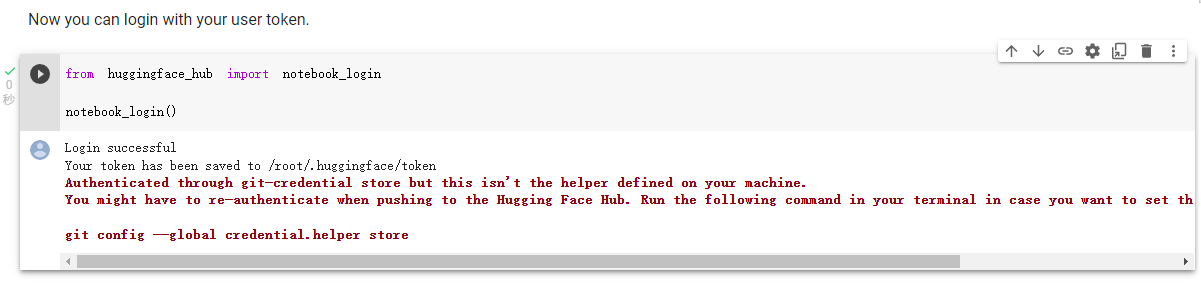 Now you can login with your user token.
from huggingface_hub import notebook_login
0
秒
notebook_login()
Login successful
Your token has been saved to /root/.huggingface/token
Authenticated through git-credential store but this isn't the helper defined on your machine.
You might have to re-authenticate when pushing to the Hugging Face Hub. Run the following command in your terminal in case you want to set th
git config --global credential.helper store